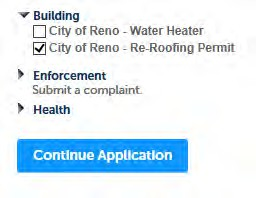 Building
City of Reno - Water Heater
City of Reno - Re-Roofing Permit
Enforcement
Submit a complaint.
Health
Continue Application